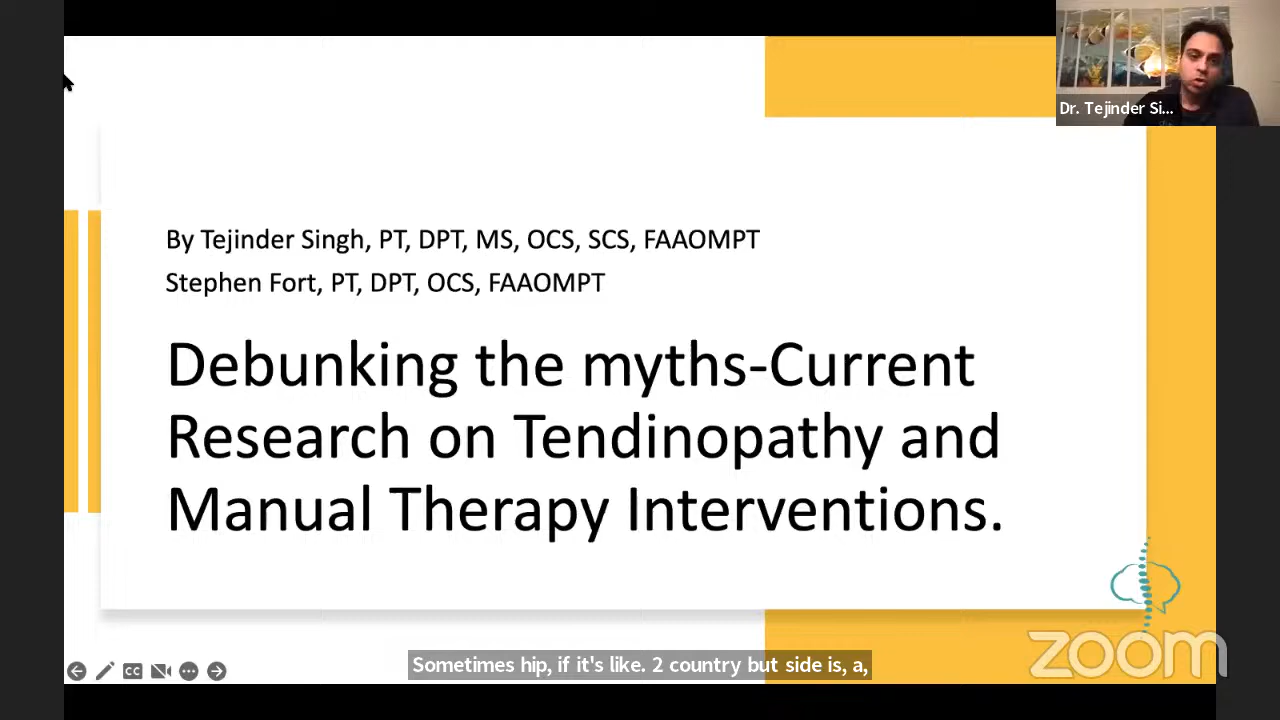 Dr. Tejinder Si...
By Tejinder Singh, PT, DPT, MS, OCS, SCS, FAAOMPT
Stephen Fort, PT, DPT, OCS, FAAOMPT
Debunking the myths-Current
Research on Tendinopathy and
Manual Therapy Interventions.
zoom
CC
Sometimes hip, if it's like. 2 country but side is, a,